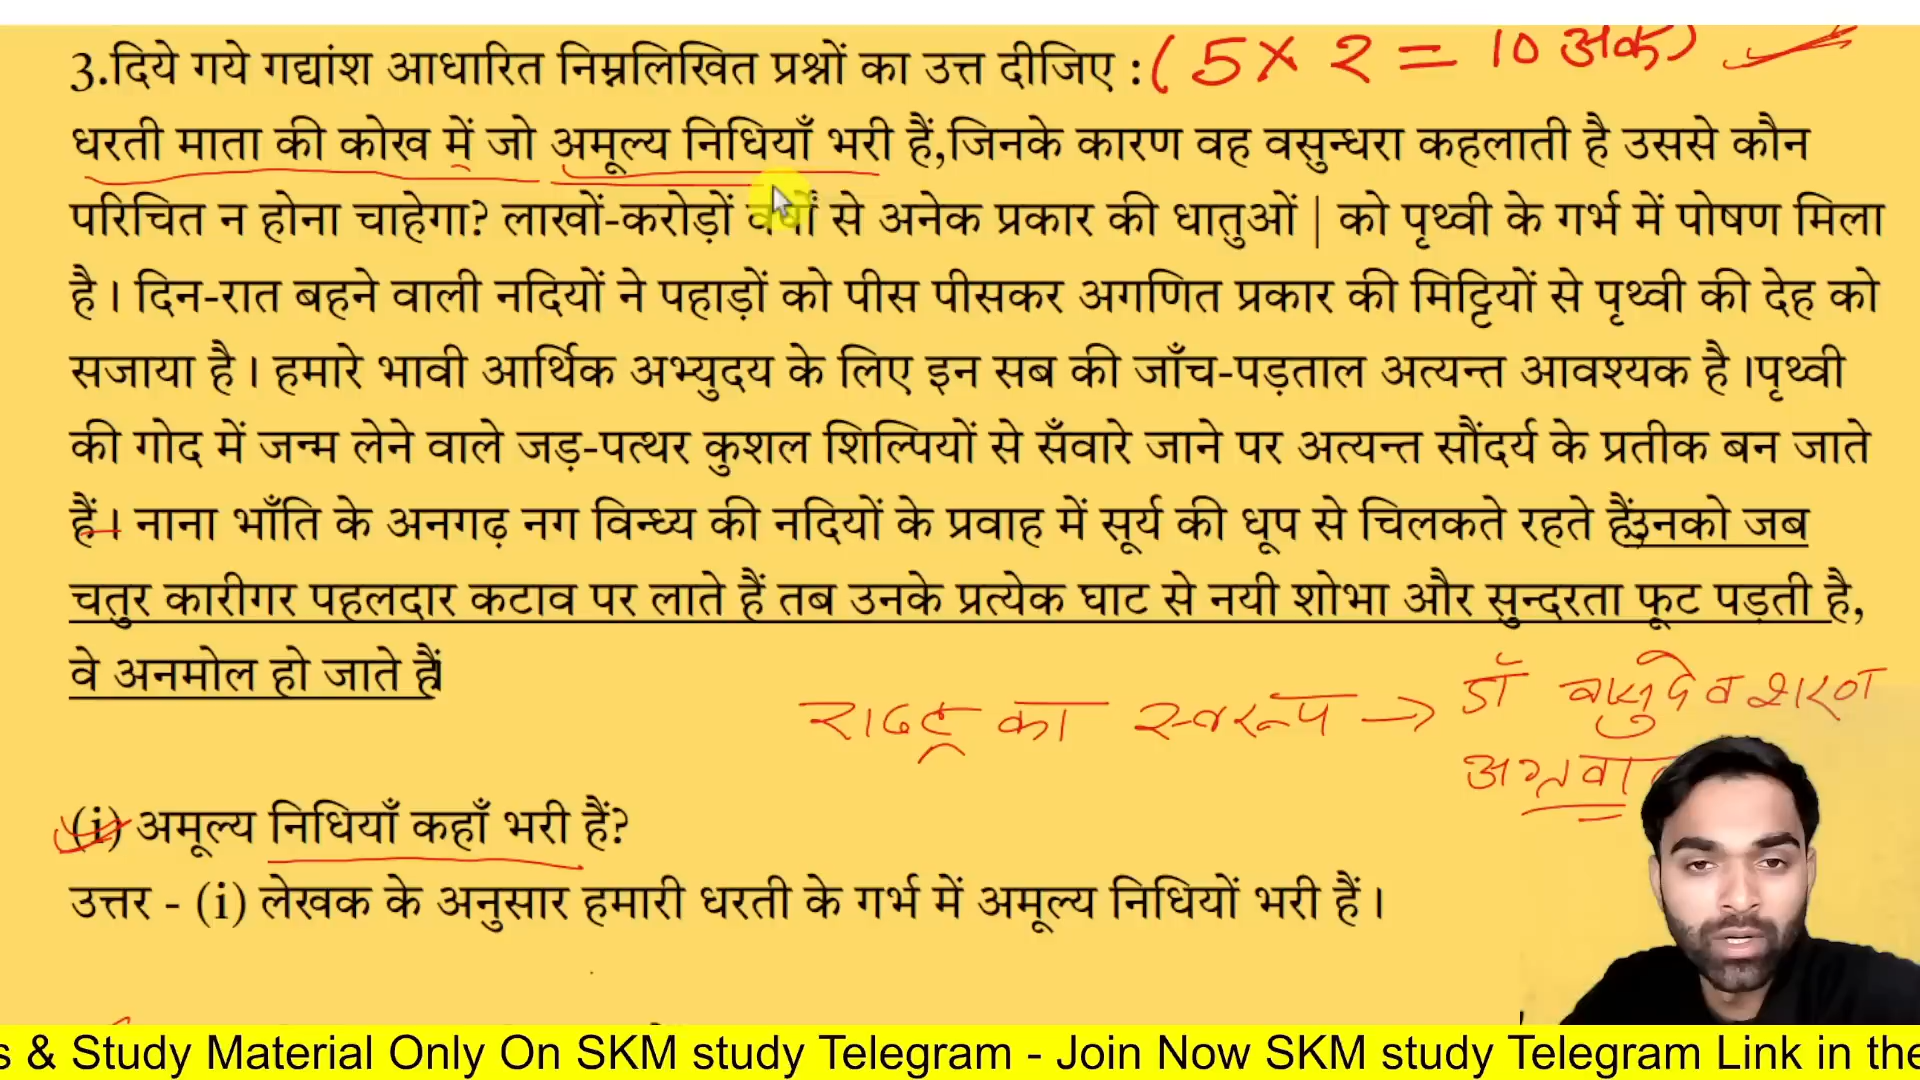 3.दिये गये गद्यांश आधारित निम्नलिखित प्रश्नों का उत्त दीजिए : ( 5 × 2 = 10 अंक )
धरती माता की कोख में जो अमूल्य निधियाँ भरी हैं,जिनके कारण वह वसुन्धरा कहलाती है उससे कौन
परिचित न होना चाहेगा? लाखों-करोड़ों वर्षों से अनेक प्रकार की धातुओं | को पृथ्वी के गर्भ में पोषण मिला
है। दिन-रात बहने वाली नदियों ने पहाड़ों को पीस पीसकर अगणित प्रकार की मिट्टियों से पृथ्वी की देह को
सजाया है। हमारे भावी आर्थिक अभ्युदय के लिए इन सब की जाँच-पड़ताल अत्यन्त आवश्यक है।पृथ्वी
की गोद में जन्म लेने वाले जड़-पत्थर कुशल शिल्पियों से सँवारे जाने पर अत्यन्त सौंदर्य के प्रतीक बन जाते
हैं। नाना भाँति के अनगढ़ नग विन्ध्य की नदियों के प्रवाह में सूर्य की धूप से चिलकते रहते हैं,उनको जब
चतुर कारीगर पहलदार कटाव पर लाते हैं तब उनके प्रत्येक घाट से नयी शोभा और सुन्दरता फूट पड़ती है,
वे अनमोल हो जाते हैं।
राष्ट्र का स्वरूप → डॉ वासुदेव शरण
(i) अमूल्य निधियाँ कहाँ भरी हैं?
उत्तर - (i) लेखक के अनुसार हमारी धरती के गर्भ में अमूल्य निधियों भरी हैं।
s & Study Material Only On SKM study Telegram - Join Now SKM study Telegram Link in the